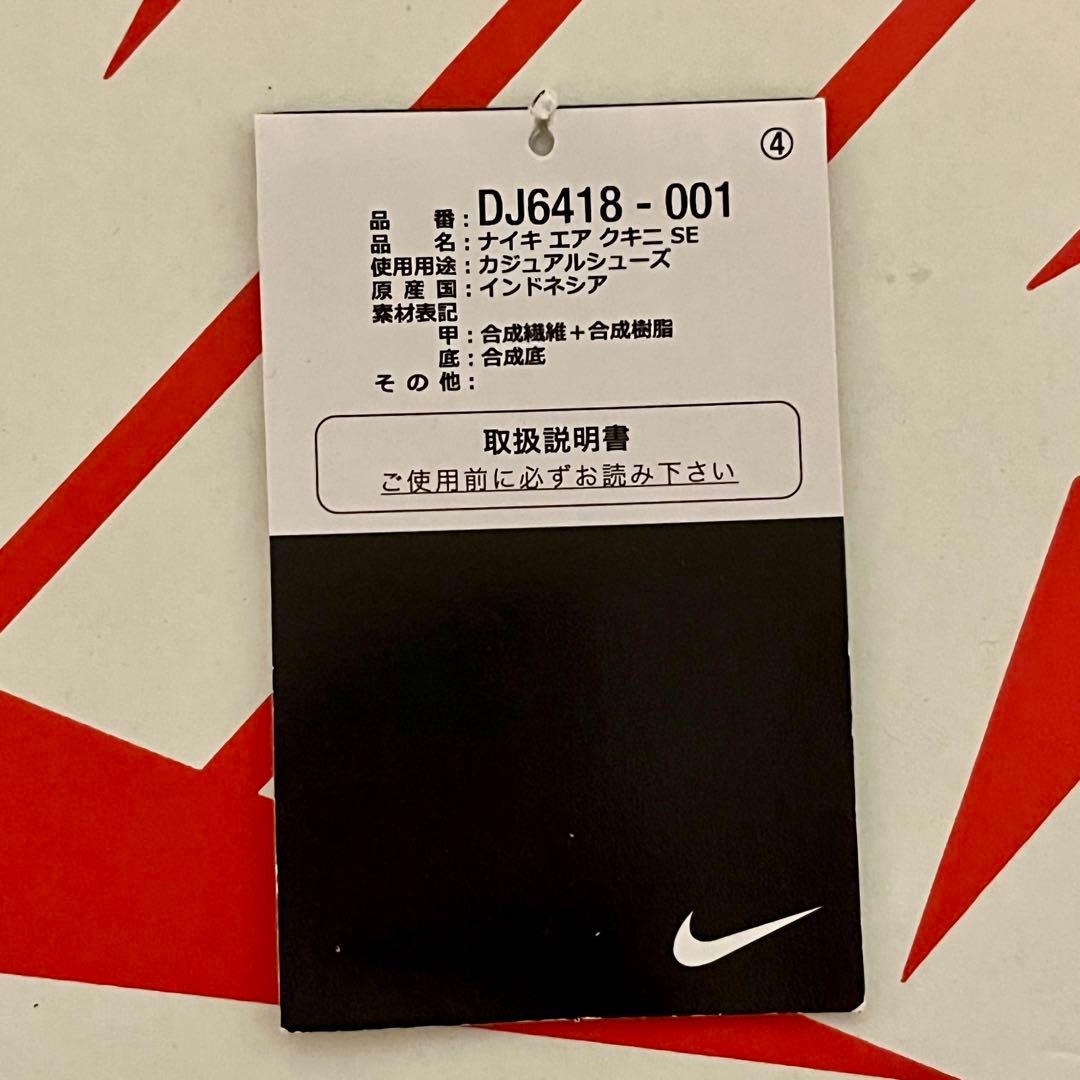 ④
品番：DJ6418 - 001
品名：ナイキ エア クキニ SE
使用用途：カジュアルシューズ
原産国：インドネシア
素材表記
甲：合成繊維＋合成樹脂
底：合成底
その他：
取扱説明書
ご使用前に必ずお読み下さい